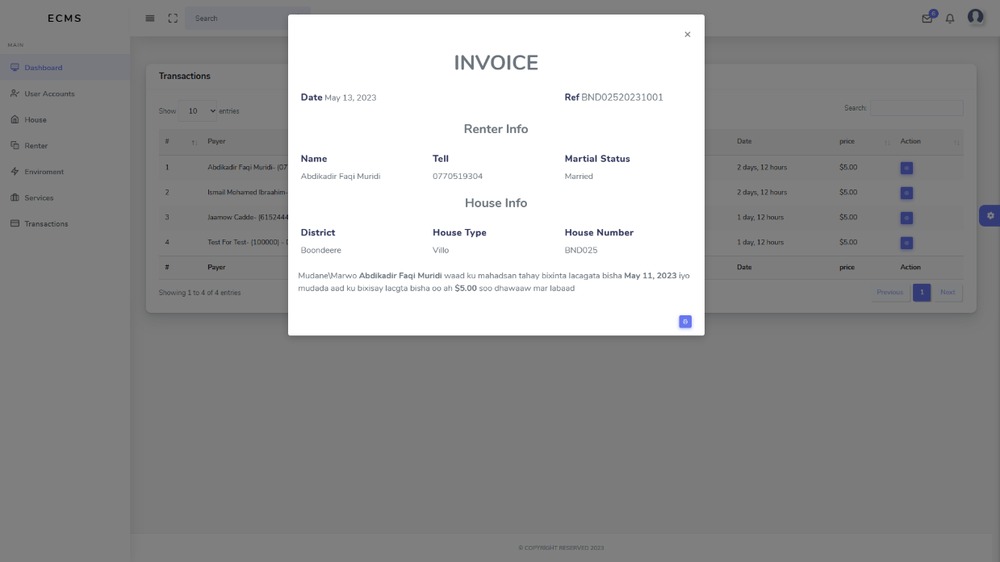 ECMS
Search
6
MAIN
Dashboard
User Accounts
House
Renter
Enviroment
Services
Transactions
Transactions
Show 10 entries
Search:
# Payer Date price Action
1 Abdikadir Faqi Muridi- (07 2 days, 12 hours $5.00
2 Ismail Mohamed Ibraahim- 2 days, 12 hours $5.00
3 Jaamow Cadde- (6152444 1 day, 12 hours $5.00
4 Test For Test- (100000) - 1 day, 12 hours $5.00
# Payer Date price Action
Showing 1 to 4 of 4 entries
Previous 1 Next
×
INVOICE
Date May 13, 2023 Ref BND02520231001
Renter Info
Name Tell Martial Status
Abdikadir Faqi Muridi 0770519304 Married
House Info
District House Type House Number
Boondeere Villo BND025
Mudane\Marwo Abdikadir Faqi Muridi waad ku mahadsan tahay bixinta lacagata bisha May 11, 2023 iyo
mudada aad ku bixisay lacgta bisha oo ah $5.00 soo dhawaaw mar labaad
© COPYRIGHT RESERVED 2023